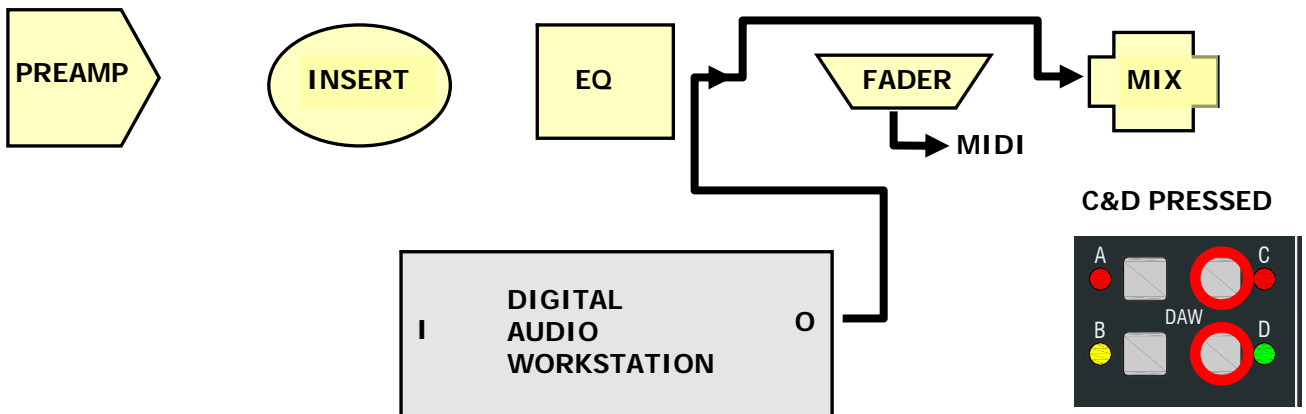 PREAMP
INSERT
EQ
FADER
MIX
MIDI
C&D PRESSED
I
DIGITAL
AUDIO
WORKSTATION
O
A
C
DAW
B
D